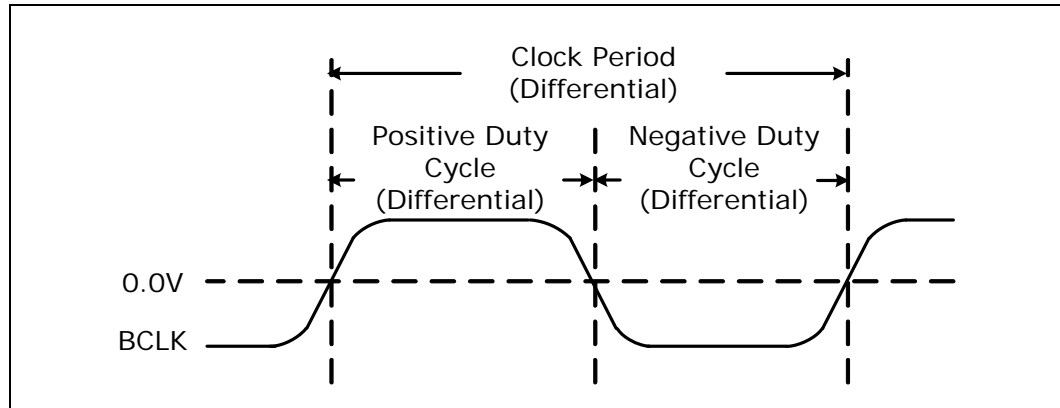 Clock Period
(Differential)
Positive Duty
Cycle
(Differential)
Negative Duty
Cycle
(Differential)
0.0V
BCLK